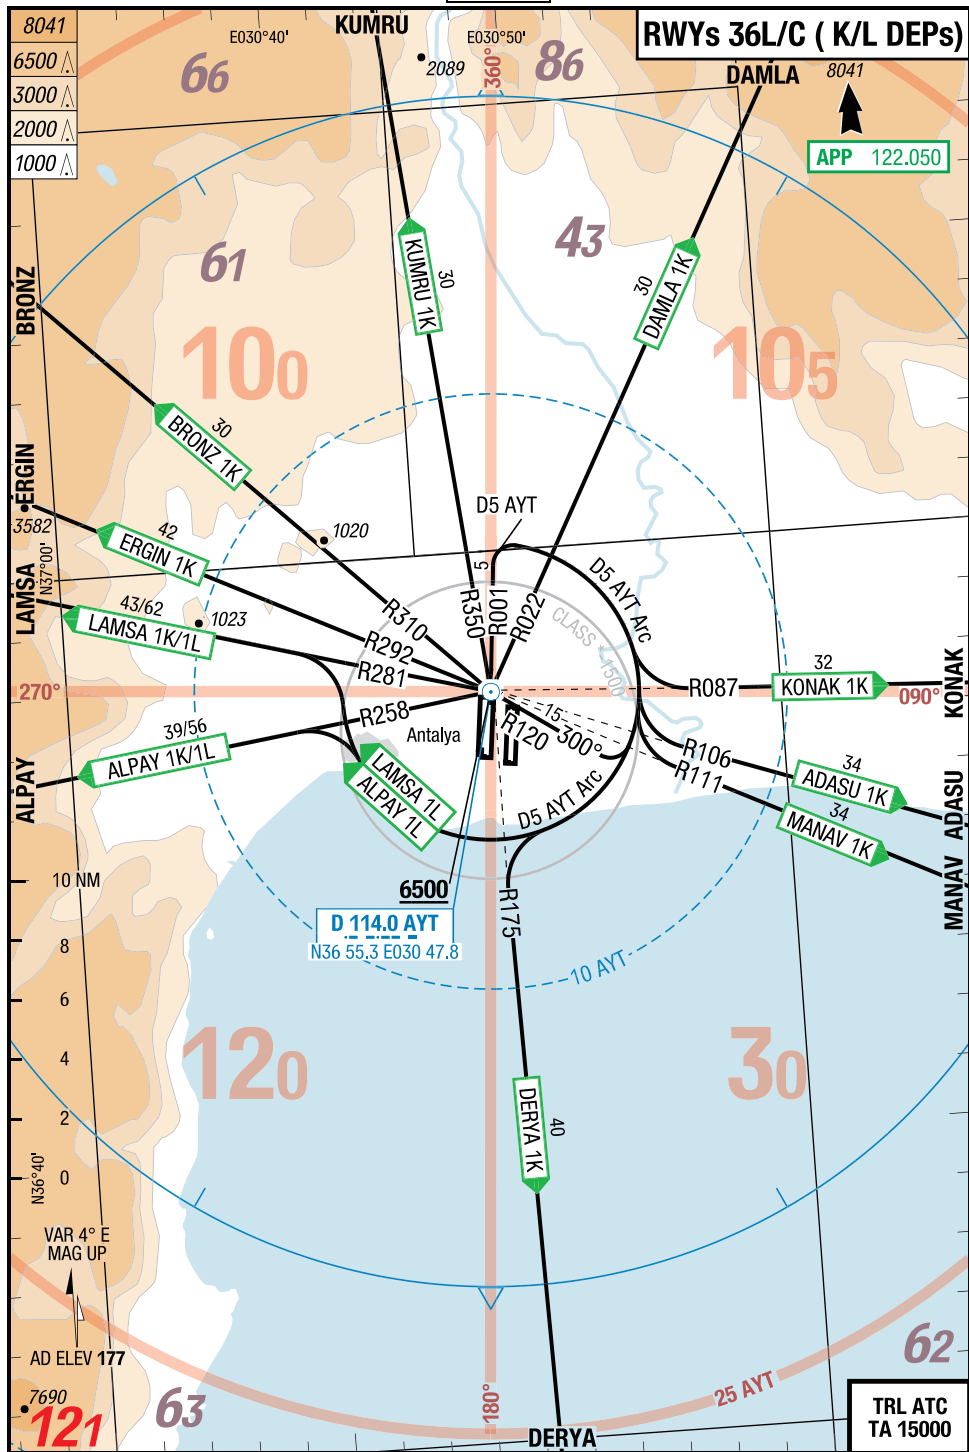 KUMRU
RWYs 36L/C ( K/L DEPs)
8041
6500
3000
2000
1000
E030°40'
E030°50'
66
2089
360°
86
DAMLA
8041
APP 122.050
61
43
KUMRU 1K
30
DAMLA 1K
30
BRONZ
100
105
BRONZ 1K
30
ERGIN
3582
D5 AYT
1020
42
ERGIN 1K
N37°00'
5
D5 AYT Arc
LAMSA
43/62
LAMSA 1K/1L
1023
R310
R350
R001
R022
CLASS * 1500
R292
R281
270°
R087
32
KONAK 1K
090°
KONAK
R258
39/56
ALPAY 1K/1L
Antalya
15
R120
300°
R106
R111
34
ADASU 1K
ADASU
ALPAY
LAMSA 1L
ALPAY 1L
D5 AYT Arc
34
MANAV 1K
MANAV
10 NM
6500
D 114.0 AYT
N36 55.3 E030 47.8
R175
8
10 AYT
6
4
2
0
120
30
DERYA 1K
40
N36°40'
VAR 4° E
MAG UP
AD ELEV 177
62
7690
121
63
180°
25 AYT
DERYA
TRL ATC
TA 15000